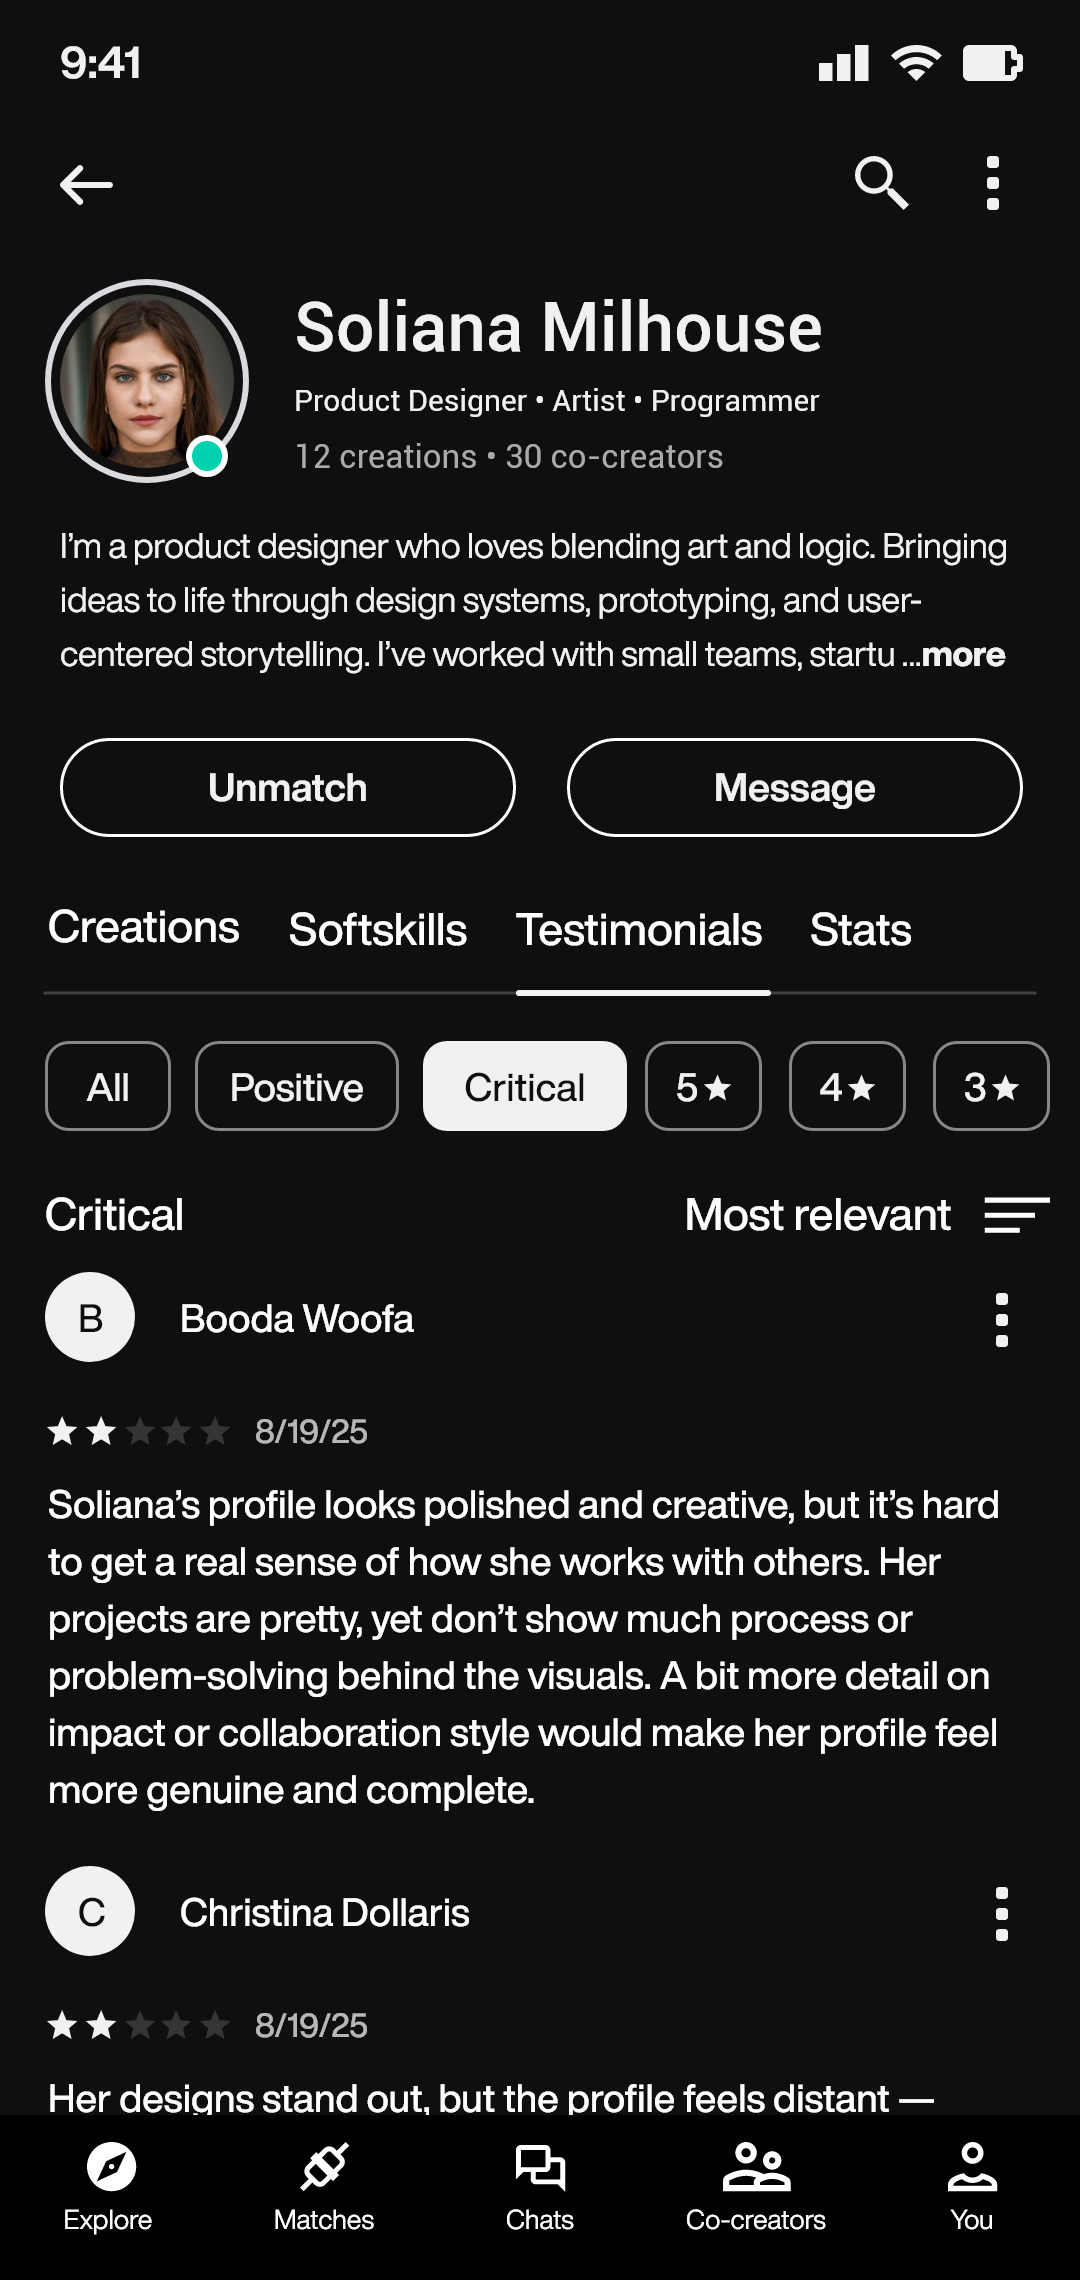 9:41
Soliana Milhouse
Product Designer • Artist • Programmer
12 creations • 30 co-creators
I’m a product designer who loves blending art and logic. Bringing
ideas to life through design systems, prototyping, and user-
centered storytelling. I’ve worked with small teams, startu ...more
Unmatch Message
Creations Softskills Testimonials Stats
All Positive Critical 5★ 4★ 3★
Critical Most relevant
B Booda Woofa
8/19/25
Soliana’s profile looks polished and creative, but it’s hard
to get a real sense of how she works with others. Her
projects are pretty, yet don’t show much process or
problem-solving behind the visuals. A bit more detail on
impact or collaboration style would make her profile feel
more genuine and complete.
C Christina Dollaris
8/19/25
Her designs stand out, but the profile feels distant —
Explore Matches Chats Co-creators You